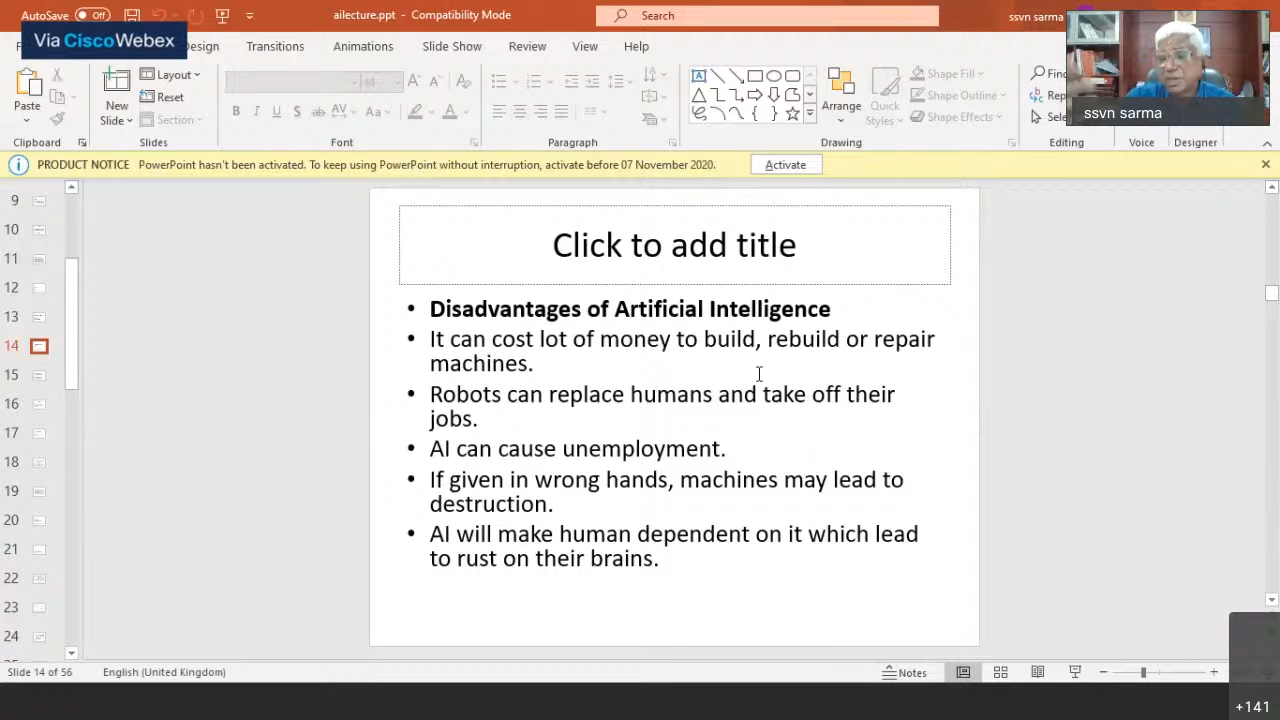 AutoSave Off ailecture.ppt - Compatibility Mode Search ssvn sarma
Via CiscoWebex
Design Transitions Animations Slide Show Review View Help
Paste New Slide Layout Reset Section
44 A A A
B I U S ab AV Aa A
Arrange Quick Styles Shape Fill Shape Outline Shape Effects
Clipboard Slides Font Paragraph Drawing Editing Voice Designer
ssvn sarma
PRODUCT NOTICE PowerPoint hasn't been activated. To keep using PowerPoint without interruption, activate before 07 November 2020. Activate
9
10
11
12
13
14
15
16
17
18
19
20
21
22
23
24
Click to add title
• Disadvantages of Artificial Intelligence
• It can cost lot of money to build, rebuild or repair
machines.
• Robots can replace humans and take off their
jobs.
• AI can cause unemployment.
• If given in wrong hands, machines may lead to
destruction.
• AI will make human dependent on it which lead
to rust on their brains.
Slide 14 of 56 English (United Kingdom) Notes
+141